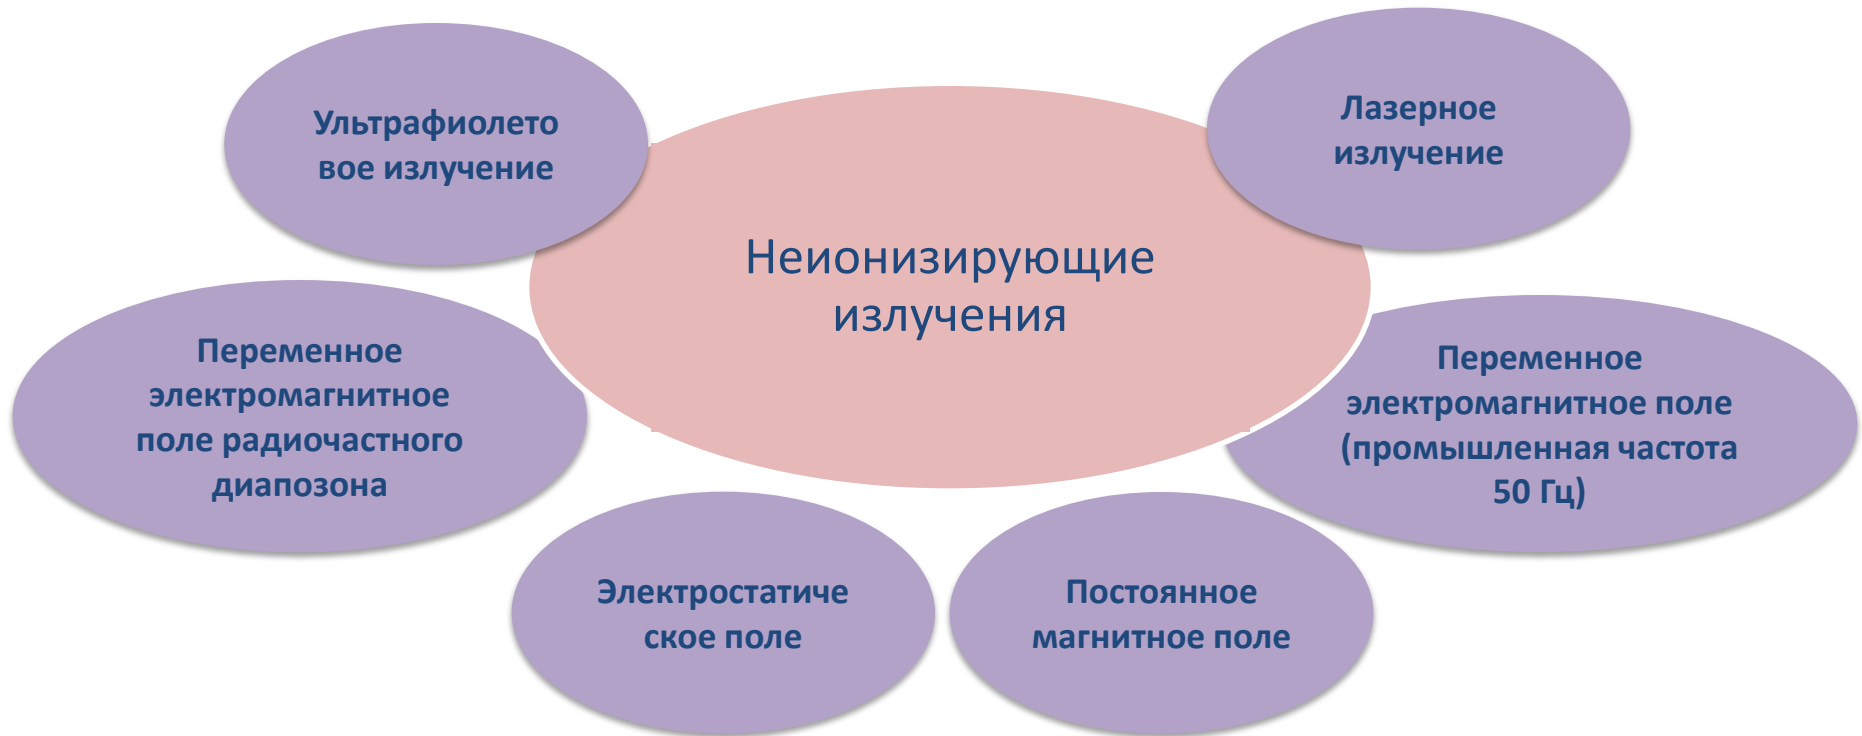 Ультрафиолето
вое излучение
Лазерное
излучение
Неионизирующие
излучения
Переменное
электромагнитное
поле радиочастного
диапозона
Переменное
электромагнитное поле
(промышленная частота
50 Гц)
Электростатиче
ское поле
Постоянное
магнитное поле